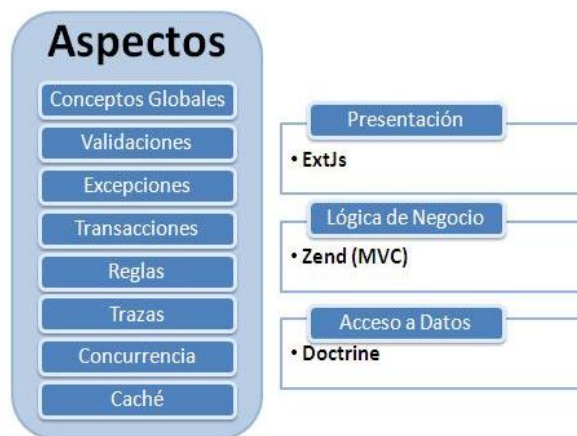 Aspectos
Conceptos Globales
Validaciones
Excepciones
Transacciones
Reglas
Trazas
Concurrencia
Caché
Presentación
• ExtJs
Lógica de Negocio
• Zend (MVC)
Acceso a Datos
• Doctrine